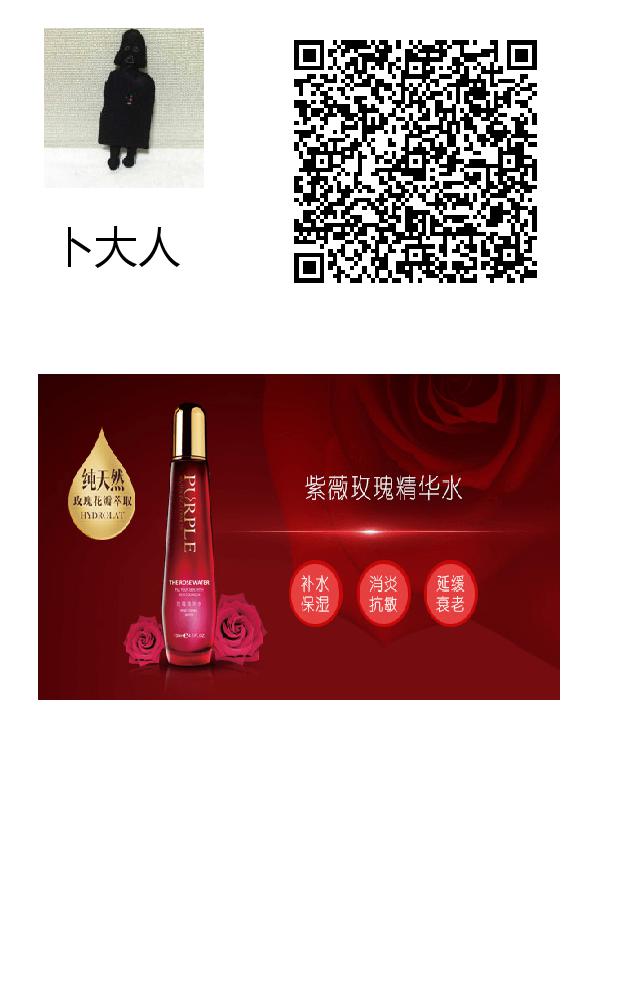 卜大人
纯天然
玫瑰花瓣萃取
HYDROLAT
PURPLE
THE ROSE WATER
紫薇玫瑰精华水
补水
保湿
消炎
抗敏
延缓
衰老